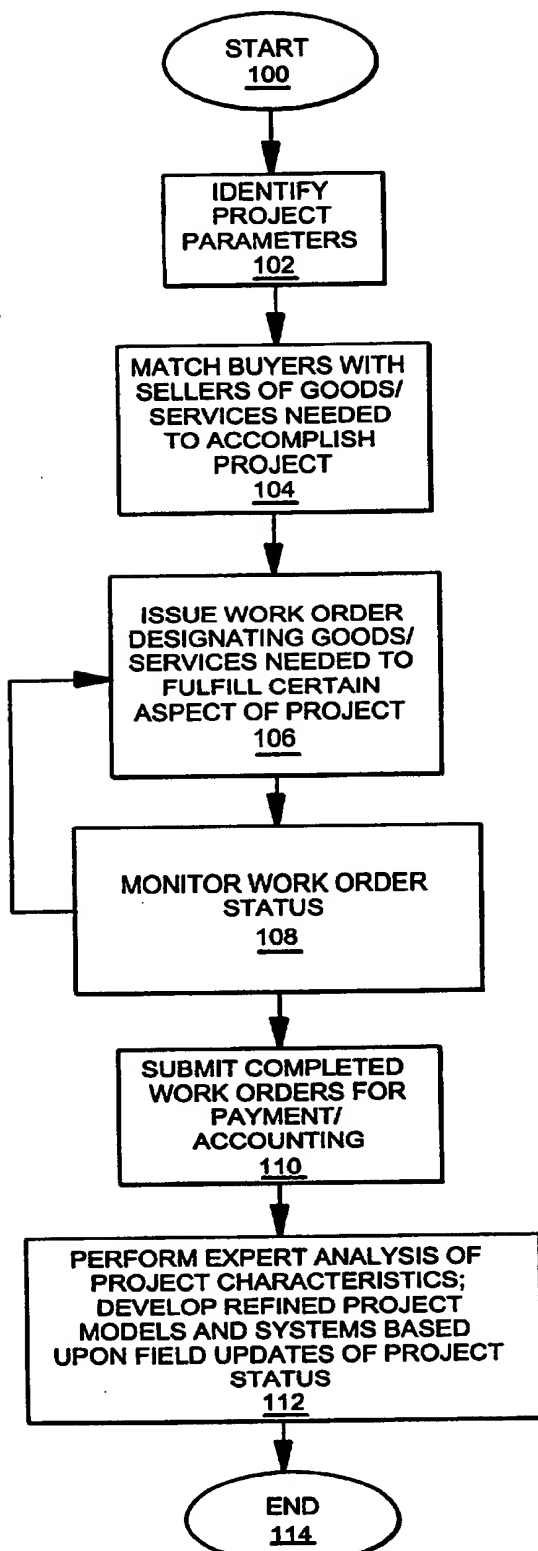 START
100
IDENTIFY
PROJECT
PARAMETERS
102
MATCH BUYERS WITH
SELLERS OF GOODS/
SERVICES NEEDED
TO ACCOMPLISH
PROJECT
104
ISSUE WORK ORDER
DESIGNATING GOODS/
SERVICES NEEDED TO
FULFILL CERTAIN
ASPECT OF PROJECT
106
MONITOR WORK ORDER
STATUS
108
SUBMIT COMPLETED
WORK ORDERS FOR
PAYMENT/
ACCOUNTING
110
PERFORM EXPERT ANALYSIS OF
PROJECT CHARACTERISTICS;
DEVELOP REFINED PROJECT
MODELS AND SYSTEMS BASED
UPON FIELD UPDATES OF PROJECT
STATUS
112
END
114